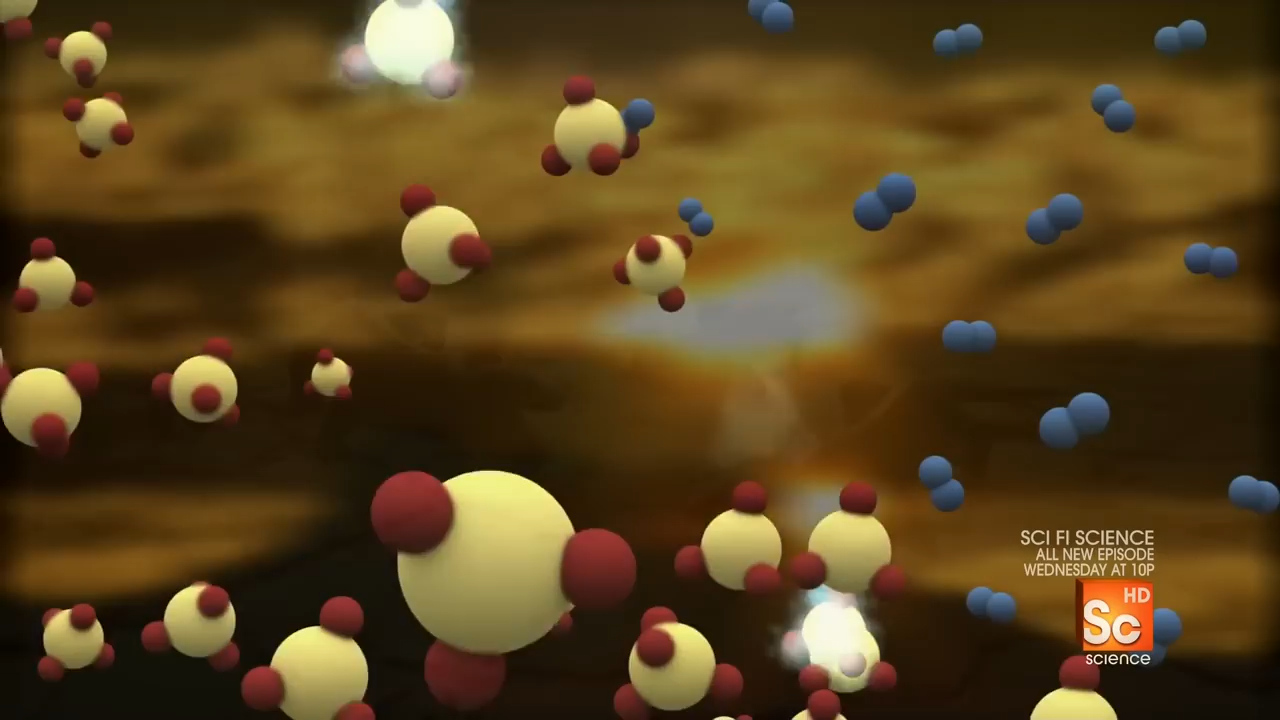 SCI FI SCIENCE
ALL NEW EPISODE
WEDNESDAY AT 10P
HD
Sc
science